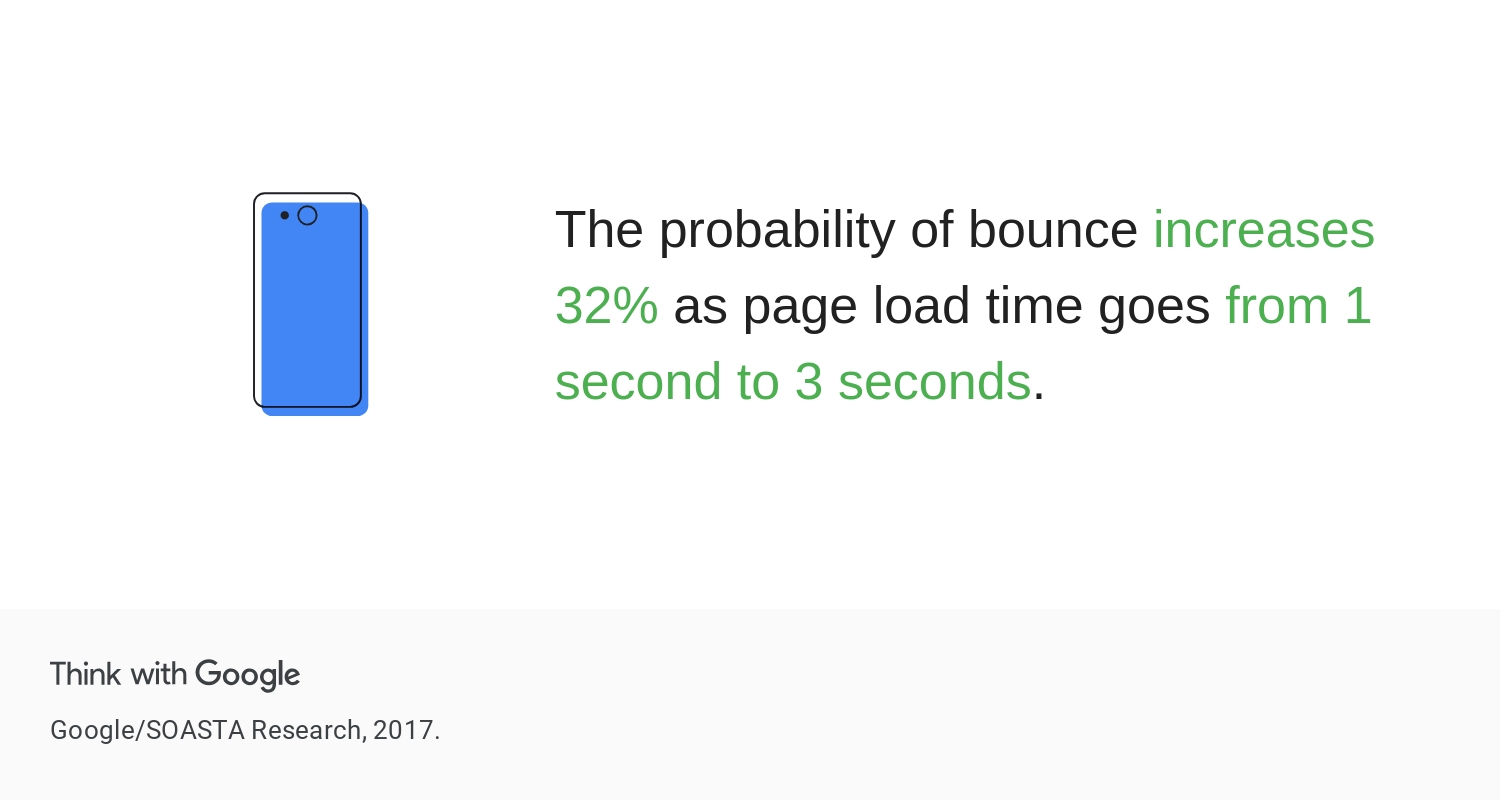 The probability of bounce increases
32% as page load time goes from 1
second to 3 seconds.
Think with Google
Google/SOASTA Research, 2017.